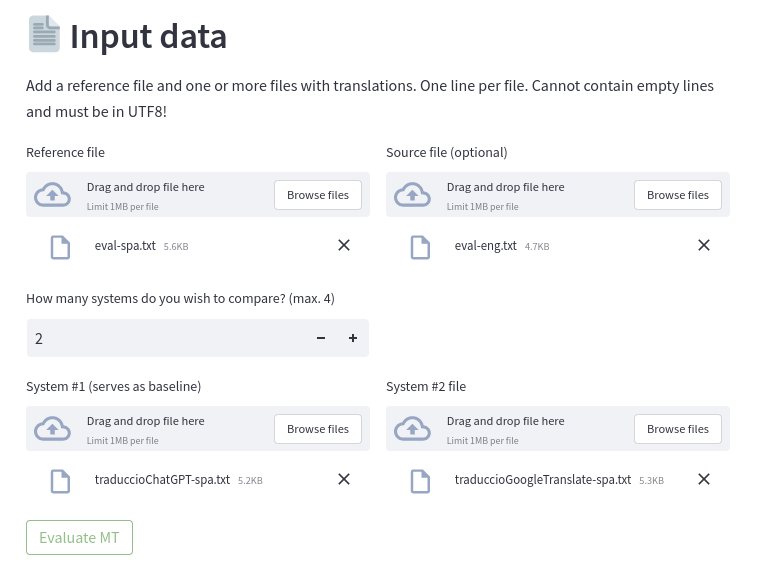 Input data
Add a reference file and one or more files with translations. One line per file. Cannot contain empty lines
and must be in UTF8!
Reference file
Source file (optional)
Drag and drop file here
Limit 1MB per file
Browse files
Drag and drop file here
Limit 1MB per file
Browse files
eval-spa.txt 5.6KB
eval-eng.txt 4.7KB
How many systems do you wish to compare? (max. 4)
2
System #1 (serves as baseline)
System #2 file
Drag and drop file here
Limit 1MB per file
Browse files
Drag and drop file here
Limit 1MB per file
Browse files
traduccioChatGPT-spa.txt 5.2KB
traduccioGoogleTranslate-spa.txt 5.3KB
Evaluate MT